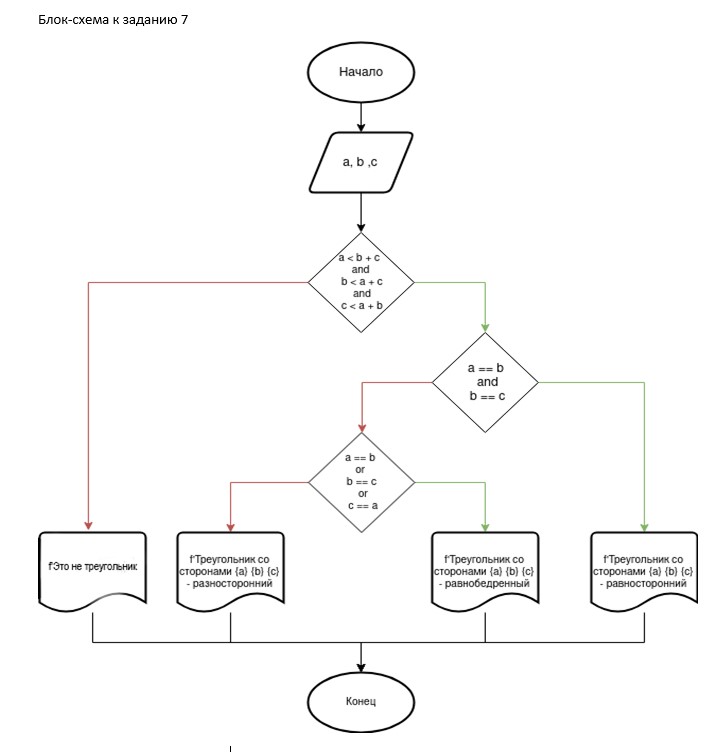 Блок-схема к заданию 7
Начало
a, b ,c
a < b + c
and
b < a + c
and
c < a + b
a == b
and
b == c
a == b
or
b == c
or
c == a
f'Это не треугольник
f'Треугольник со
сторонами {a} {b} {c}
- разносторонний
f'Треугольник со
сторонами {a} {b} {c}
- равнобедренный
f'Треугольник со
сторонами {a} {b} {c}
- равносторонний
Конец